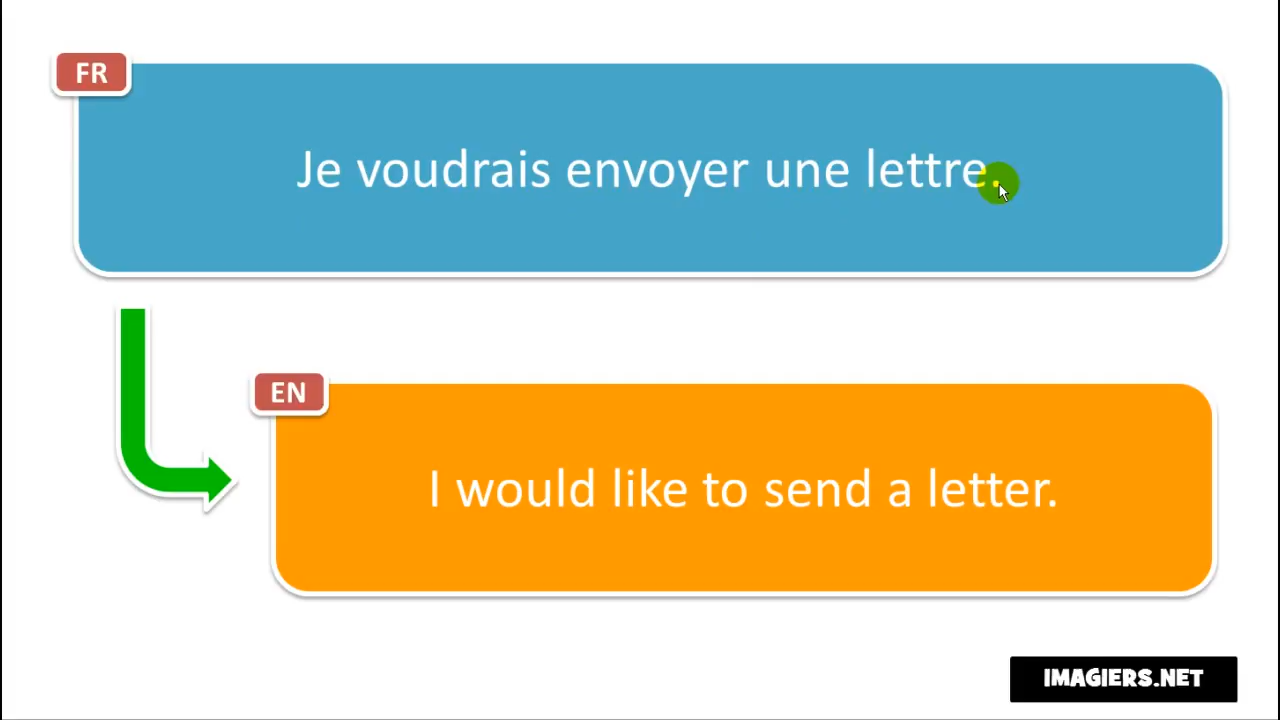 FR
Je voudrais envoyer une lettre.
EN
I would like to send a letter.
IMAGIERS.NET